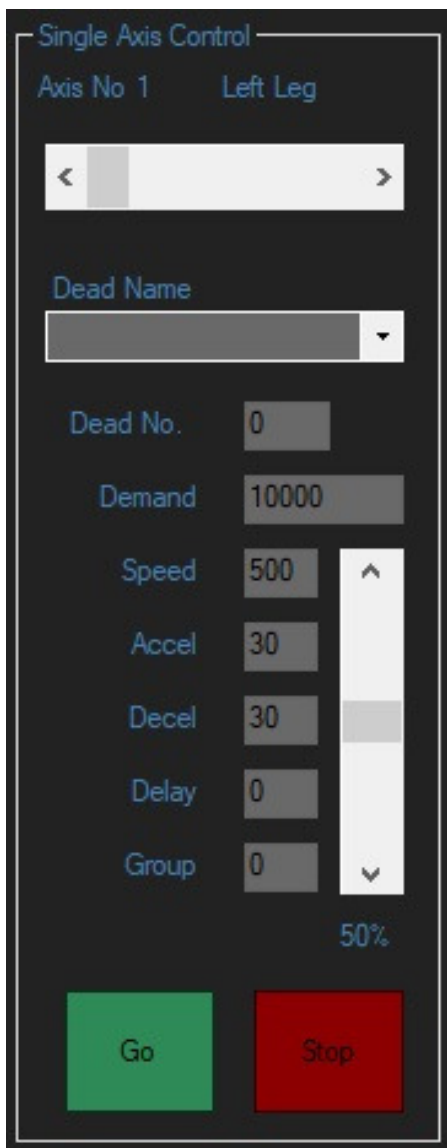 Single Axis Control
Axis No 1 Left Leg
Dead Name
Dead No. 0
Demand 10000
Speed 500
Accel 30
Decel 30
Delay 0
Group 0
50%
Go Stop